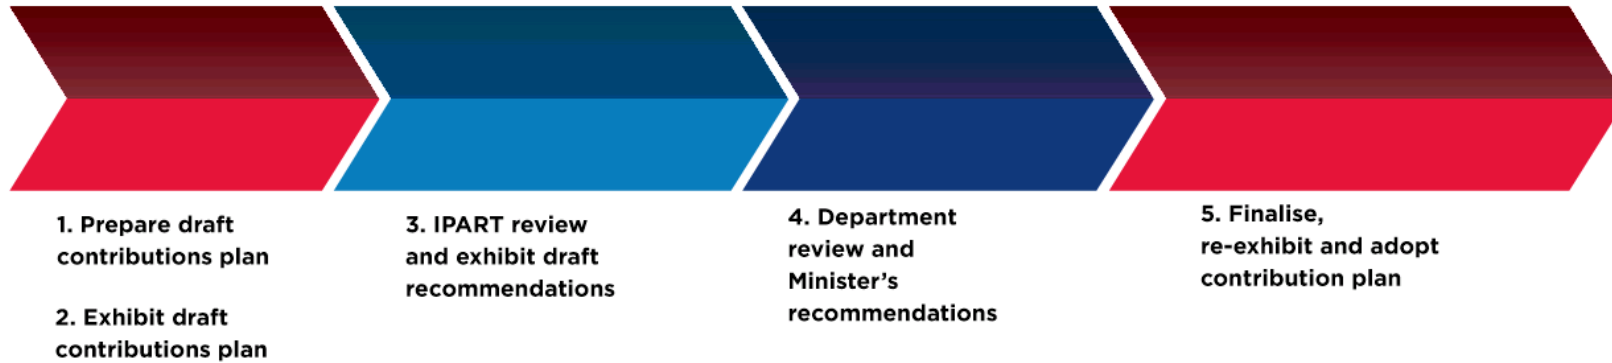 1. Prepare draft
contributions plan
2. Exhibit draft
contributions plan
3. IPART review
and exhibit draft
recommendations
4. Department
review and
Minister’s
recommendations
5. Finalise,
re-exhibit and adopt
contribution plan